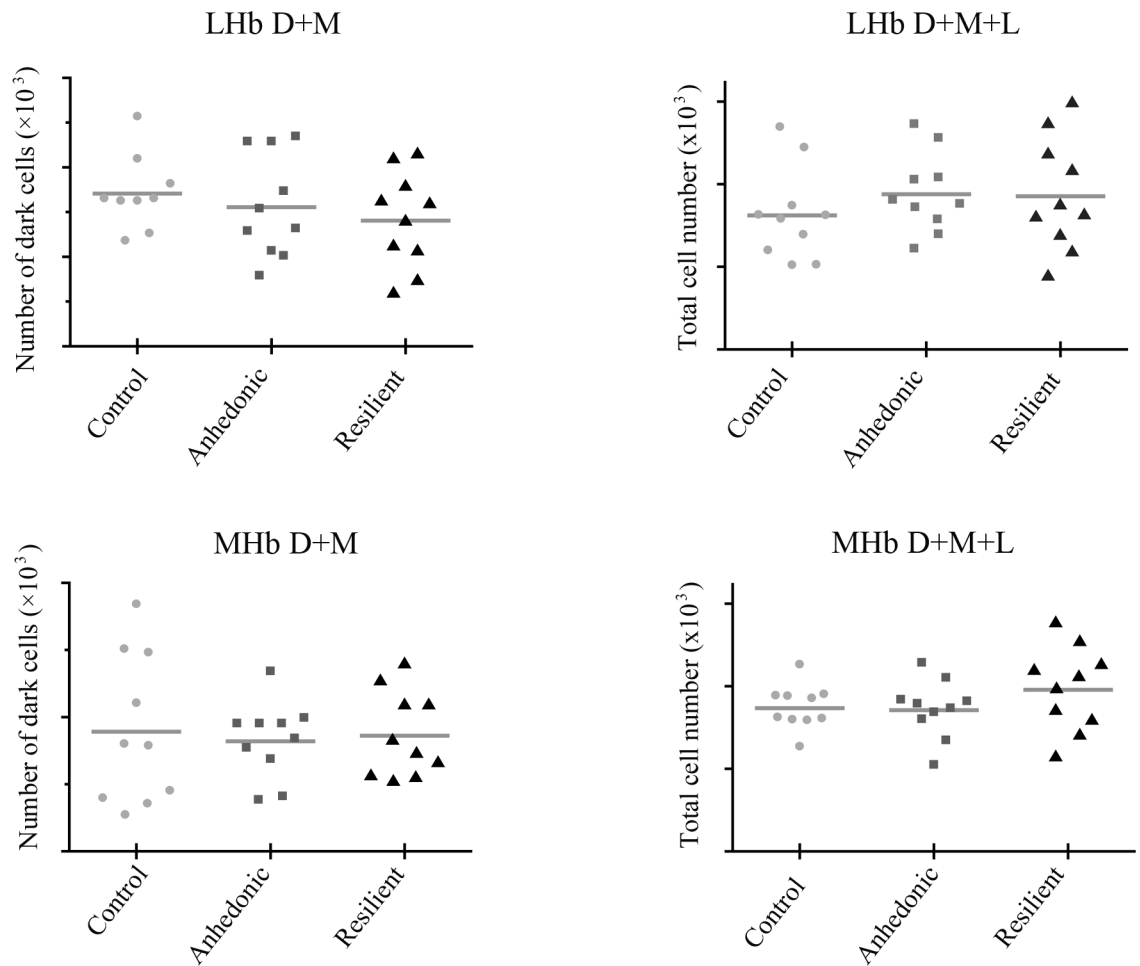 LHb D+M
Number of dark cells (×10³)
Control
Anhedonic
Resilient
LHb D+M+L
Total cell number (x10³)
Control
Anhedonic
Resilient
MHb D+M
Number of dark cells (×10³)
Control
Anhedonic
Resilient
MHb D+M+L
Total cell number (x10³)
Control
Anhedonic
Resilient